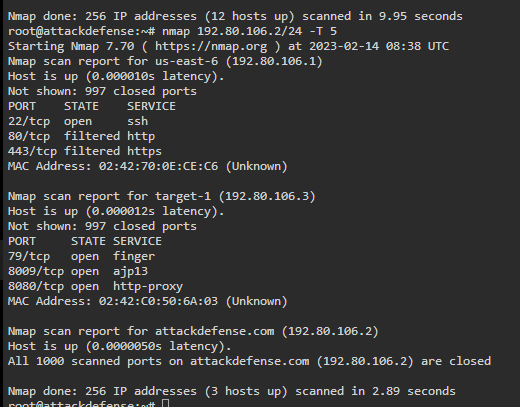 Nmap done: 256 IP addresses (12 hosts up) scanned in 9.95 seconds
root@attackdefense:~# nmap 192.80.106.2/24 -T 5
Starting Nmap 7.70 ( https://nmap.org ) at 2023-02-14 08:38 UTC
Nmap scan report for us-east-6 (192.80.106.1)
Host is up (0.000010s latency).
Not shown: 997 closed ports
PORT    STATE    SERVICE
22/tcp  open     ssh
80/tcp  filtered http
443/tcp filtered https
MAC Address: 02:42:70:0E:CE:C6 (Unknown)

Nmap scan report for target-1 (192.80.106.3)
Host is up (0.000012s latency).
Not shown: 997 closed ports
PORT     STATE SERVICE
79/tcp   open  finger
8009/tcp open  ajp13
8080/tcp open  http-proxy
MAC Address: 02:42:C0:50:6A:03 (Unknown)

Nmap scan report for attackdefense.com (192.80.106.2)
Host is up (0.0000050s latency).
All 1000 scanned ports on attackdefense.com (192.80.106.2) are closed

Nmap done: 256 IP addresses (3 hosts up) scanned in 2.89 seconds
root@attackdefense:~#